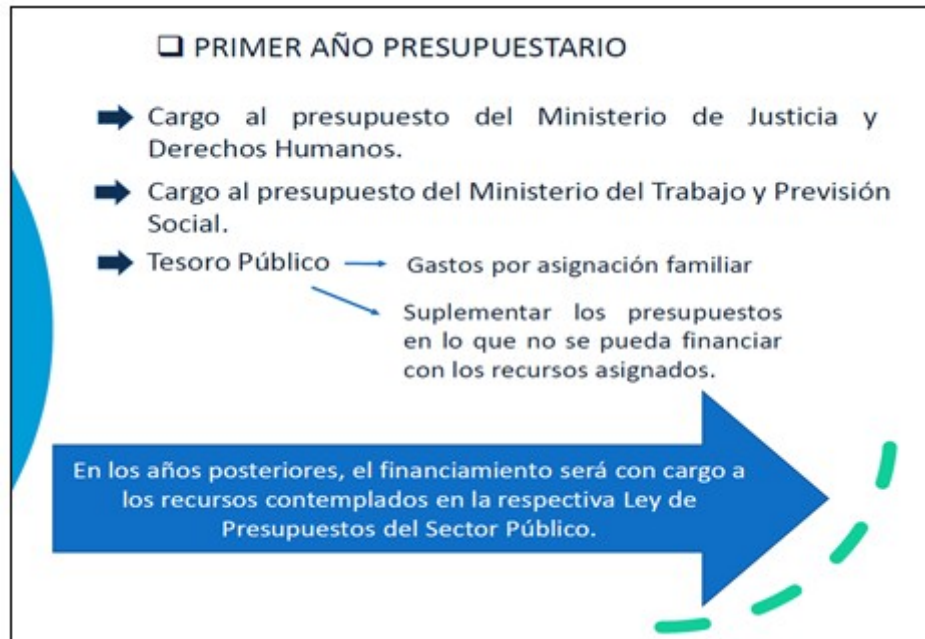 PRIMER AÑO PRESUPUESTARIO
Cargo al presupuesto del Ministerio de Justicia y
Derechos Humanos.
Cargo al presupuesto del Ministerio del Trabajo y Previsión
Social.
Tesoro Público
Gastos por asignación familiar
Suplementar los presupuestos
en lo que no se pueda financiar
con los recursos asignados.
En los años posteriores, el financiamiento será con cargo a
los recursos contemplados en la respectiva Ley de
Presupuestos del Sector Público.